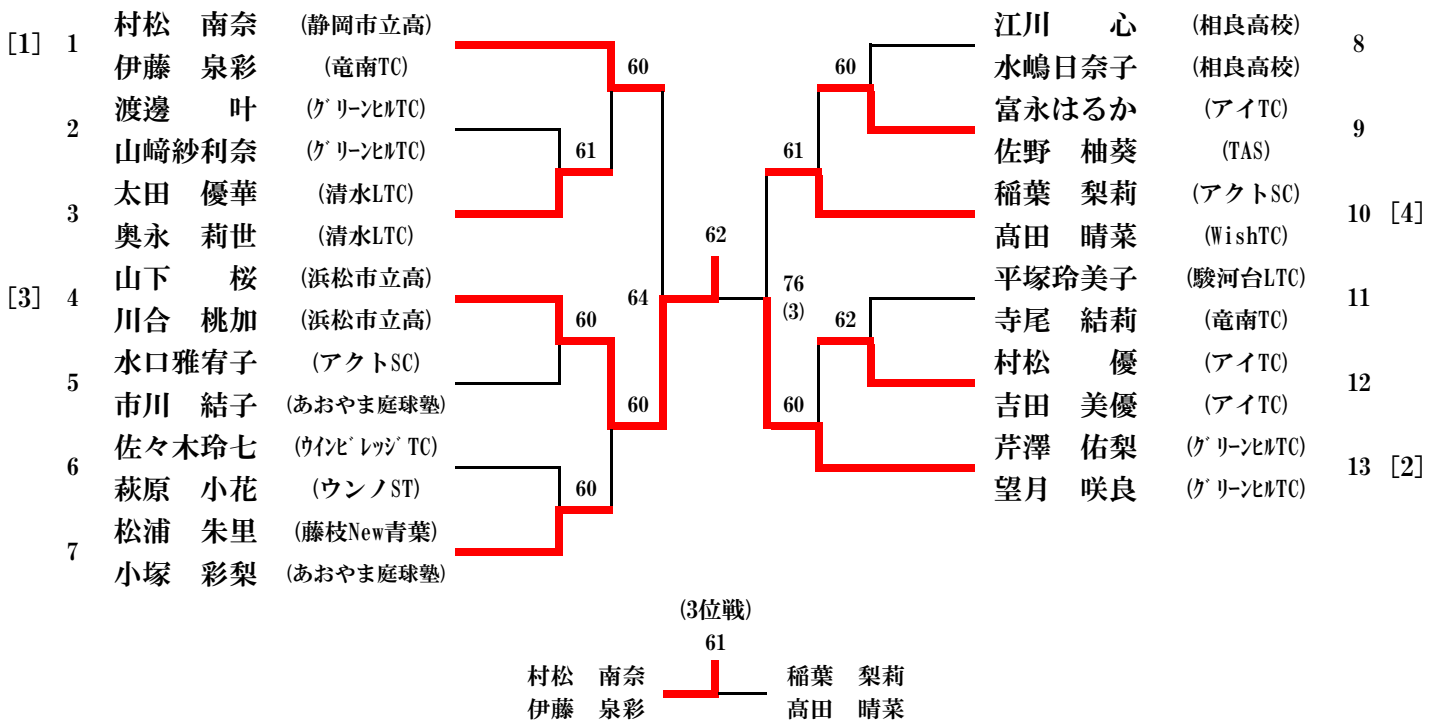 村松　南奈 (静岡市立高)
[1] 1
伊藤　泉彩 (竜南TC)
渡邊　叶 (グリーンヒルTC)
2
山﨑紗利奈 (グリーンヒルTC)
太田　優華 (清水LTC)
3
奥永　莉世 (清水LTC)
山下　桜 (浜松市立高)
[3] 4
川合　桃加 (浜松市立高)
水口雅宥子 (アクトSC)
5
市川　結子 (あおやま庭球塾)
佐々木玲七 (ウインビレッジTC)
6
萩原　小花 (ウンノST)
松浦　朱里 (藤枝New青葉)
7
小塚　彩梨 (あおやま庭球塾)
60
61
60
60
60
64
62
76
(3)
60
61
62
60
江川　心 (相良高校)
8
水嶋日奈子 (相良高校)
富永はるか (アイTC)
9
佐野　柚葵 (TAS)
稲葉　梨莉 (アクトSC)
10 [4]
髙田　晴菜 (WishTC)
平塚玲美子 (駿河台LTC)
11
寺尾　結莉 (竜南TC)
村松　優 (アイTC)
12
吉田　美優 (アイTC)
芹澤　佑梨 (グリーンヒルTC)
13 [2]
望月　咲良 (グリーンヒルTC)
(3位戦)
61
村松　南奈 稲葉　梨莉
伊藤　泉彩 髙田　晴菜